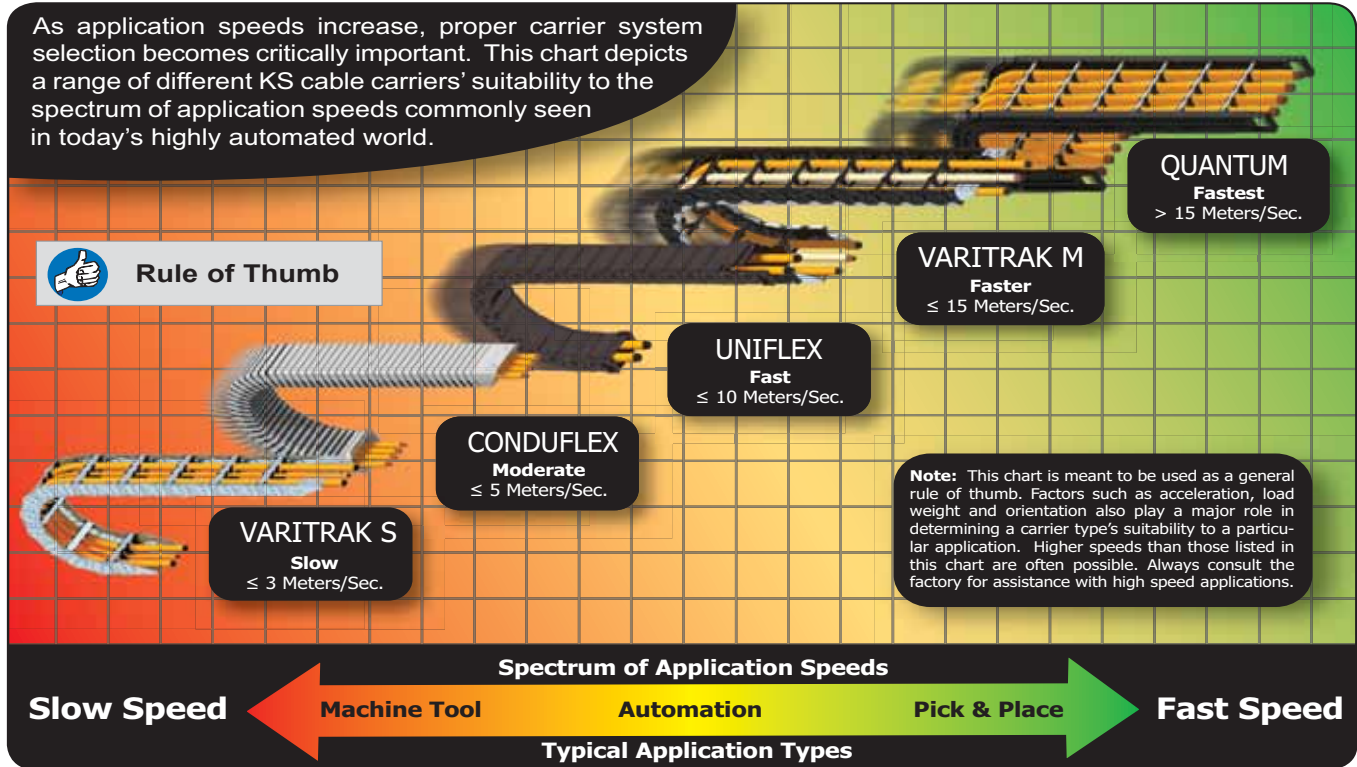 As application speeds increase, proper carrier system
selection becomes critically important. This chart depicts
a range of different KS cable carriers' suitability to the
spectrum of application speeds commonly seen
in today's highly automated world.
Rule of Thumb
QUANTUM
Fastest
> 15 Meters/Sec.
VARITRAK M
Faster
≤ 15 Meters/Sec.
UNIFLEX
Fast
≤ 10 Meters/Sec.
CONDUFLEX
Moderate
≤ 5 Meters/Sec.
VARITRAK S
Slow
≤ 3 Meters/Sec.
Note: This chart is meant to be used as a general
rule of thumb. Factors such as acceleration, load
weight and orientation also play a major role in
determining a carrier type's suitability to a particu-
lar application. Higher speeds than those listed in
this chart are often possible. Always consult the
factory for assistance with high speed applications.
Spectrum of Application Speeds
Slow Speed
Machine Tool
Automation
Pick & Place
Fast Speed
Typical Application Types